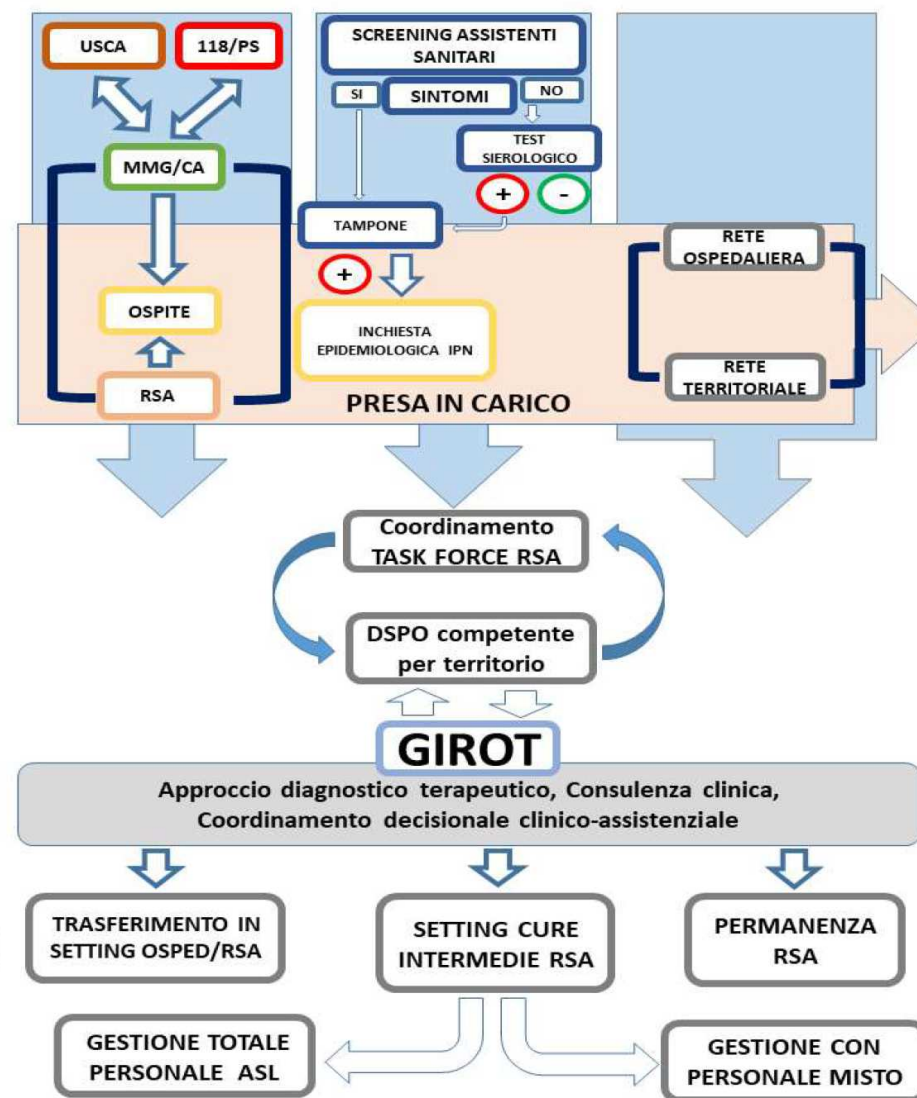 USCA
118/PS
MMG/CA
OSPITE
RSA
SCREENING ASSISTENTI
SANITARI
SI
SINTOMI
NO
TEST
SIEROLOGICO
+
-
TAMPONE
+
INCHIESTA
EPIDEMIOLOGICA IPN
RETE
OSPEDALIERA
RETE
TERRITORIALE
PRESA IN CARICO
Coordinamento
TASK FORCE RSA
DSPO competente
per territorio
GIROT
Approccio diagnostico terapeutico, Consulenza clinica,
Coordinamento decisionale clinico-assistenziale
TRASFERIMENTO IN
SETTING OSPED/RSA
SETTING CURE
INTERMEDIE RSA
PERMANENZA
RSA
GESTIONE TOTALE
PERSONALE ASL
GESTIONE CON
PERSONALE MISTO